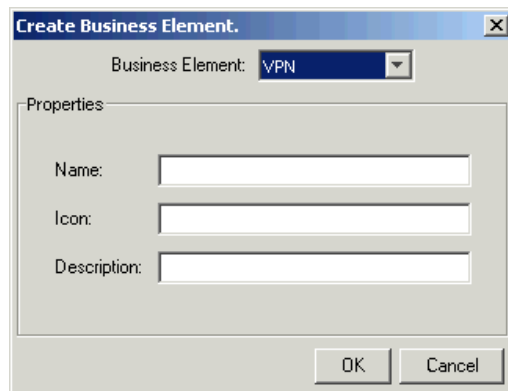 Create Business Element.
Business Element: VPN
Properties
Name:
Icon:
Description:
OK Cancel